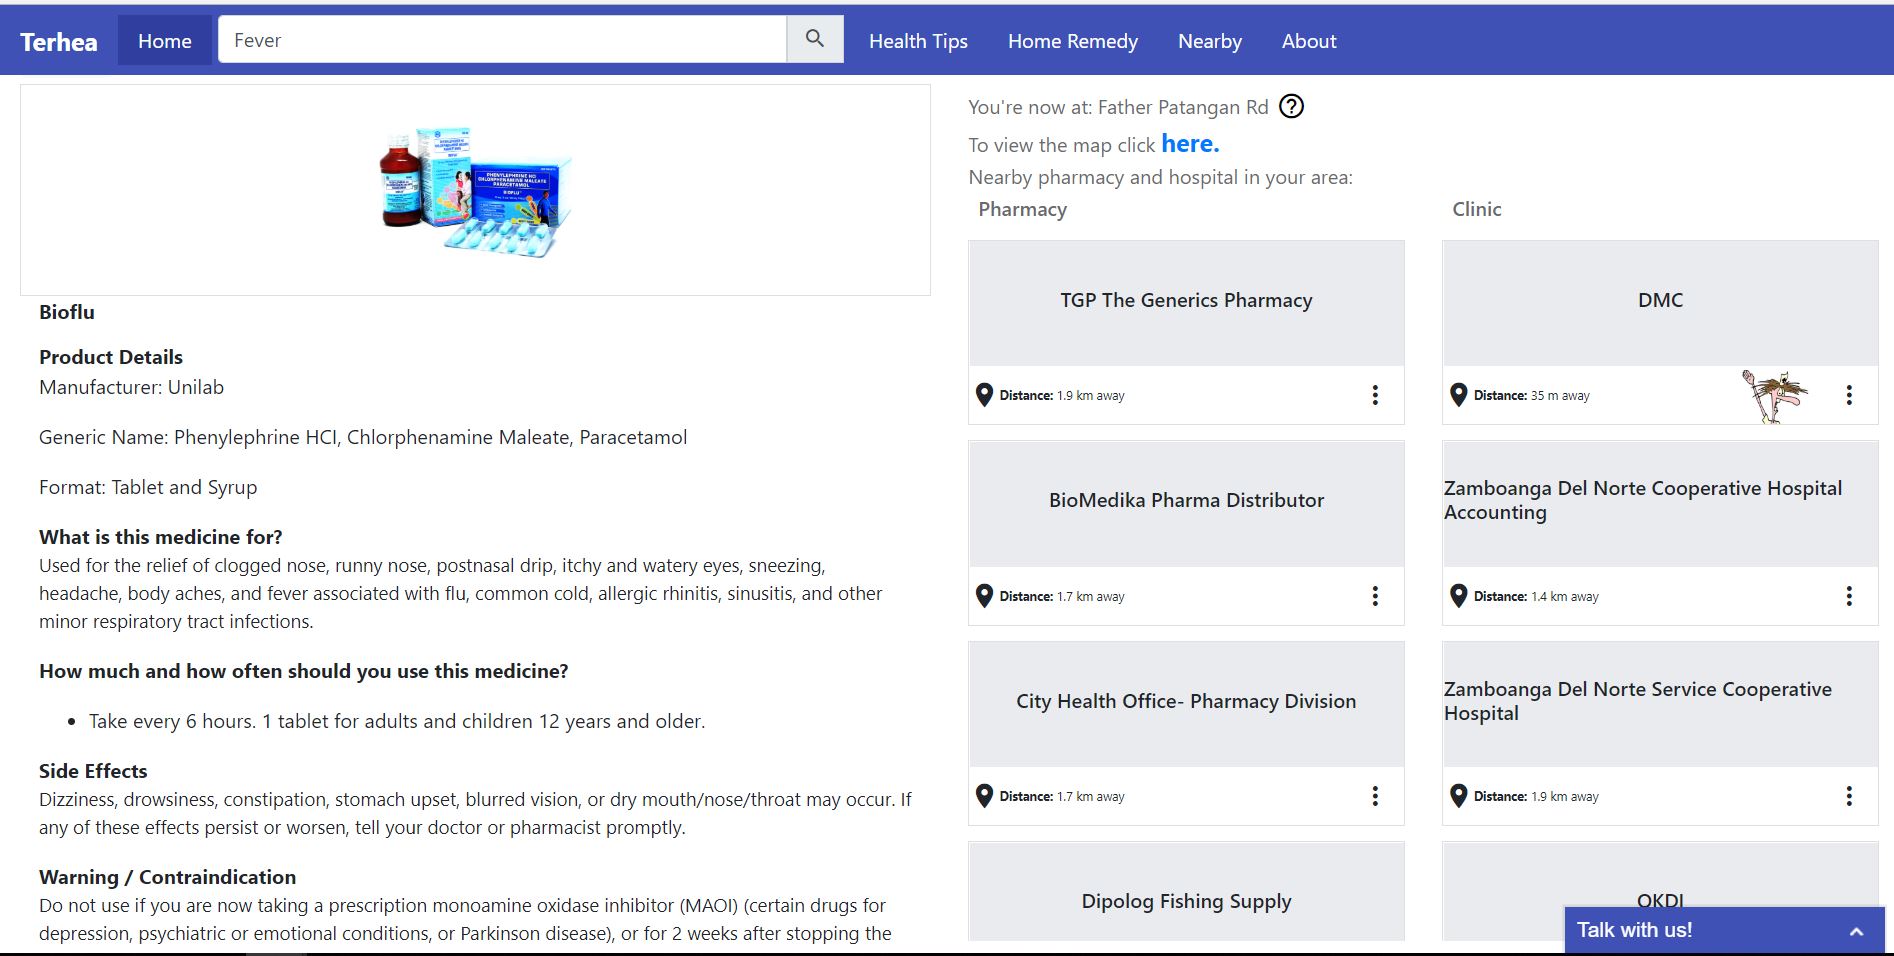 Terhea Home Fever Health Tips Home Remedy Nearby About
PHENYLEPHRINE HCl
CHLORPHENAMINE MALEATE
PARACETAMOL
BIOFLU
Bioflu
Product Details
Manufacturer: Unilab
Generic Name: Phenylephrine HCI, Chlorphenamine Maleate, Paracetamol
Format: Tablet and Syrup
What is this medicine for?
Used for the relief of clogged nose, runny nose, postnasal drip, itchy and watery eyes, sneezing,
headache, body aches, and fever associated with flu, common cold, allergic rhinitis, sinusitis, and other
minor respiratory tract infections.
How much and how often should you use this medicine?
• Take every 6 hours. 1 tablet for adults and children 12 years and older.
Side Effects
Dizziness, drowsiness, constipation, stomach upset, blurred vision, or dry mouth/nose/throat may occur. If
any of these effects persist or worsen, tell your doctor or pharmacist promptly.
Warning / Contraindication
Do not use if you are now taking a prescription monoamine oxidase inhibitor (MAOI) (certain drugs for
depression, psychiatric or emotional conditions, or Parkinson disease), or for 2 weeks after stopping the
You're now at: Father Patangan Rd
To view the map click here.
Nearby pharmacy and hospital in your area:
Pharmacy
TGP The Generics Pharmacy
Distance: 1.9 km away
BioMedika Pharma Distributor
Distance: 1.7 km away
City Health Office- Pharmacy Division
Distance: 1.7 km away
Dipolog Fishing Supply
Clinic
DMC
Distance: 35 m away
Zamboanga Del Norte Cooperative Hospital
Accounting
Distance: 1.4 km away
Zamboanga Del Norte Service Cooperative
Hospital
Distance: 1.9 km away
OKDI
Talk with us!